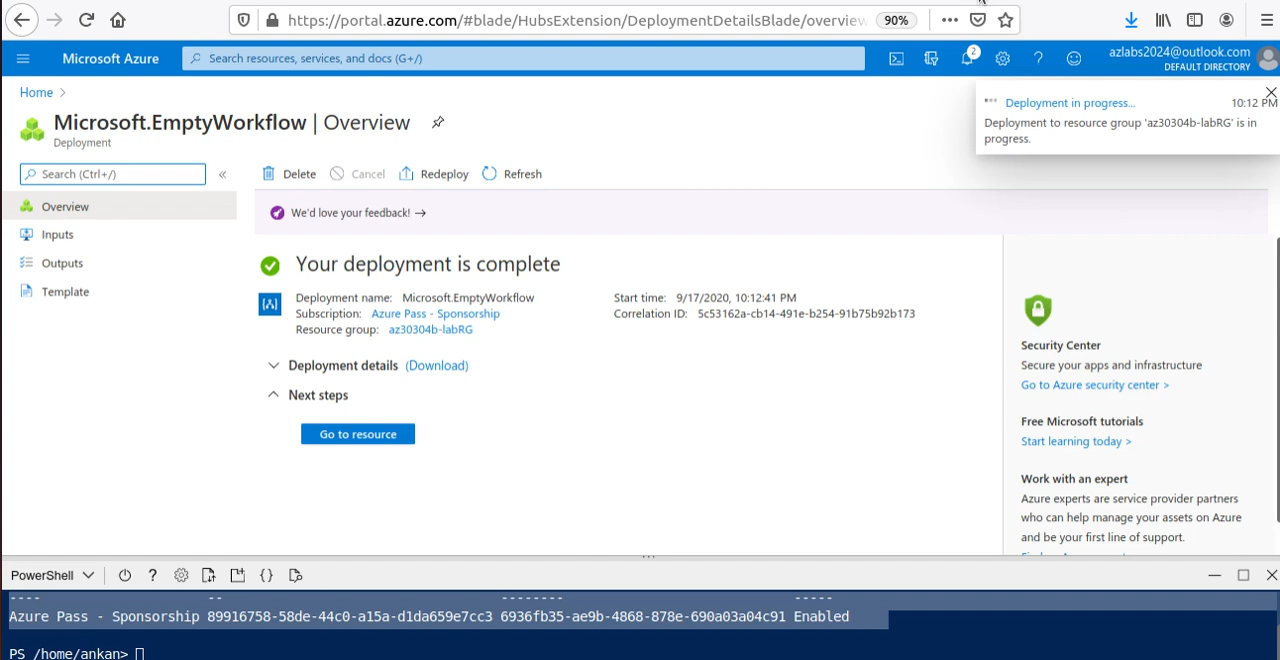 https://portal.azure.com/#blade/HubsExtension/DeploymentDetailsBlade/overview
90%
Microsoft Azure
Search resources, services, and docs (G+/)
2
azlabs2024@outlook.com
DEFAULT DIRECTORY
Home >
Deployment in progress...
10:12 PM
Deployment to resource group 'az30304b-labRG' is in
progress.
Microsoft.EmptyWorkflow | Overview
Deployment
Search (Ctrl+/)
«
Delete
Cancel
Redeploy
Refresh
Overview
Inputs
Outputs
Template
We'd love your feedback! →
Your deployment is complete
Deployment name: Microsoft.EmptyWorkflow
Subscription: Azure Pass - Sponsorship
Resource group: az30304b-labRG
Start time: 9/17/2020, 10:12:41 PM
Correlation ID: 5c53162a-cb14-491e-b254-91b75b92b173
Deployment details (Download)
Next steps
Go to resource
Security Center
Secure your apps and infrastructure
Go to Azure security center >
Free Microsoft tutorials
Start learning today >
Work with an expert
Azure experts are service provider partners
who can help manage your assets on Azure
and be your first line of support.
PowerShell
?
{}
---- -- -------- -----
Azure Pass - Sponsorship 89916758-58de-44c0-a15a-d1da659e7cc3 6936fb35-ae9b-4868-878e-690a03a04c91 Enabled
PS /home/ankan>